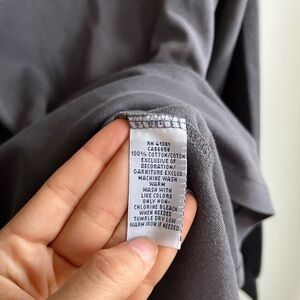 RN 41381
CA56658
100% COTTON/COTON
EXCLUSIVE OF
DECORATION/
GARNITURE EXCLUE
MACHINE WASH
WARM
WASH WITH
LIKE COLORS
ONLY NON-
CHLORINE BLEACH
WHEN NEEDED
TUMBLE DRY LOW
WARM IRON IF NEEDED